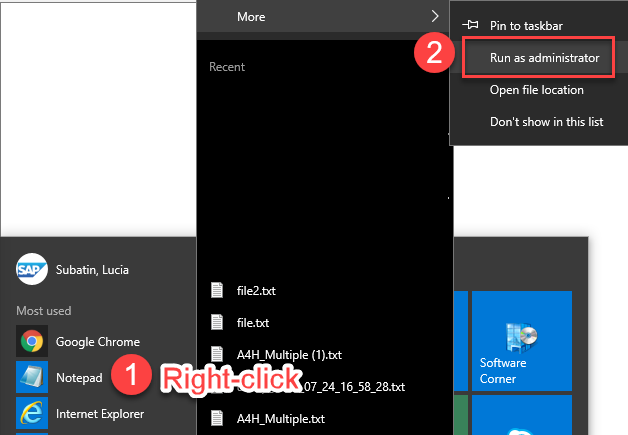 More
Recent
file2.txt
file.txt
A4H_Multiple (1).txt
_07_24_16_58_28.txt
A4H_Multiple.txt
Pin to taskbar
2
Run as administrator
Open file location
Don't show in this list
SAP
Subatin, Lucia
Most used
Google Chrome
Notepad
1 Right-click
Internet Explorer
Software
Corner